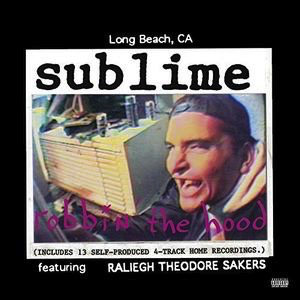 Long Beach, CA
sublime
robbin the hood
(INCLUDES 13 SELF-PRODUCED 4-TRACK HOME RECORDINGS.)
featuring RALIEGH THEODORE SAKERS